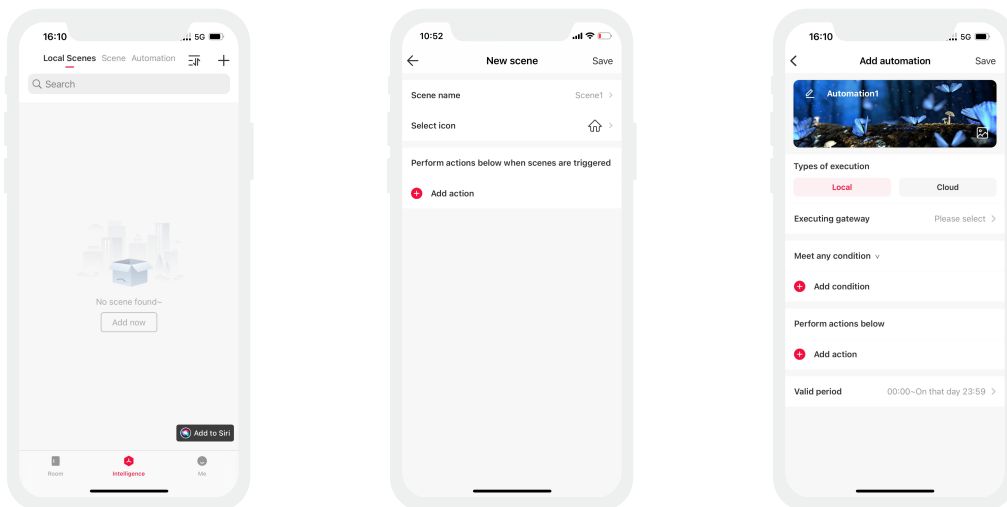 16:10
5G
Local Scenes Scene Automation
Search
No scene found~
Add now
Add to Siri
Room Intelligence Me
10:52
New scene Save
Scene name Scene1
Select icon
Perform actions below when scenes are triggered
Add action
16:10
5G
Add automation Save
Automation1
Types of execution
Local Cloud
Executing gateway Please select
Meet any condition
Add condition
Perform actions below
Add action
Valid period 00:00~On that day 23:59